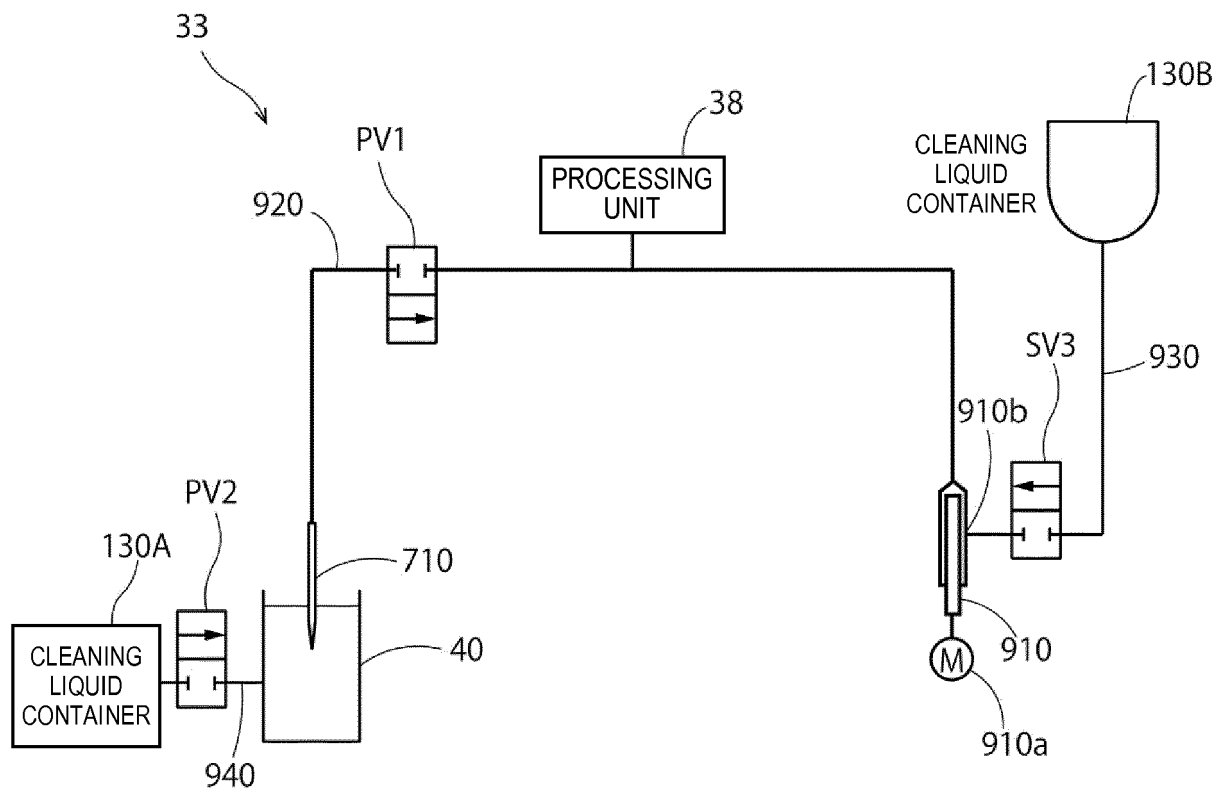 33
130B
38
PV1
CLEANING
LIQUID
CONTAINER
PROCESSING
UNIT
920
SV3
930
910b
PV2
130A
710
CLEANING
LIQUID
CONTAINER
40
910
M
910a
940